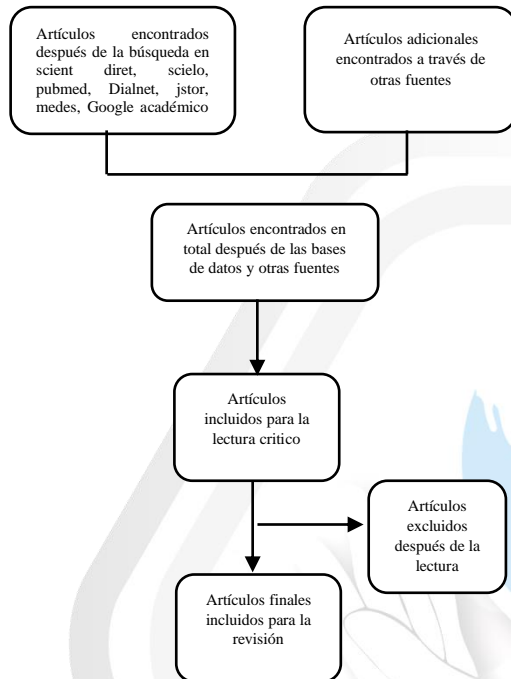 Artículos encontrados
después de la búsqueda en
scient diret, scielo,
pubmed, Dialnet, jstor,
medes, Google académico
Artículos adicionales
encontrados a través de
otras fuentes
Artículos encontrados en
total después de las bases
de datos y otras fuentes
Artículos
incluidos para la
lectura critico
Artículos
excluidos
después de la
lectura
Artículos finales
incluidos para la
revisión